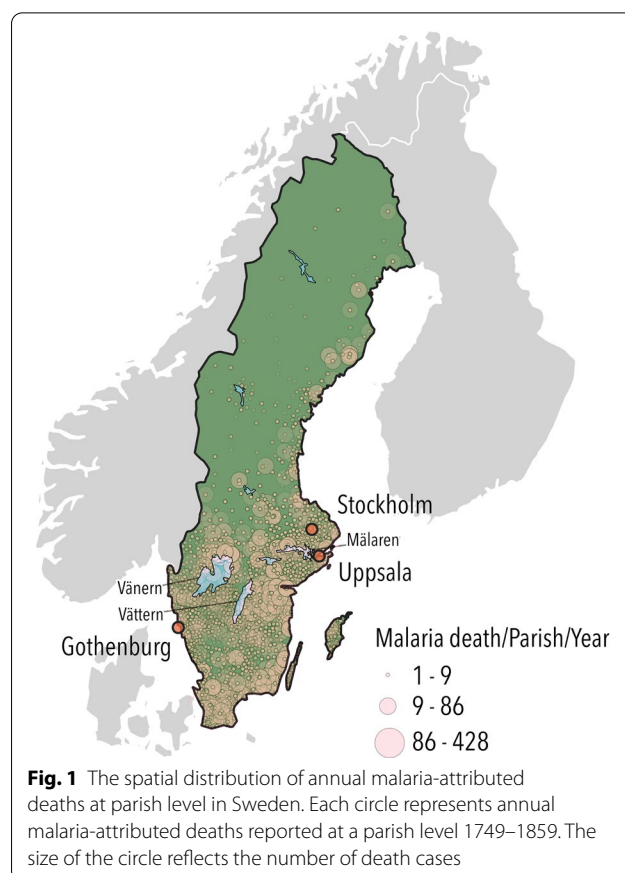 Stockholm
Mälaren
Uppsala
Vänern
Vättern
Gothenburg
Malaria death/Parish/Year
1 - 9
9 - 86
86 - 428
Fig. 1 The spatial distribution of annual malaria-attributed
deaths at parish level in Sweden. Each circle represents annual
malaria-attributed deaths reported at a parish level 1749–1859. The
size of the circle reflects the number of death cases